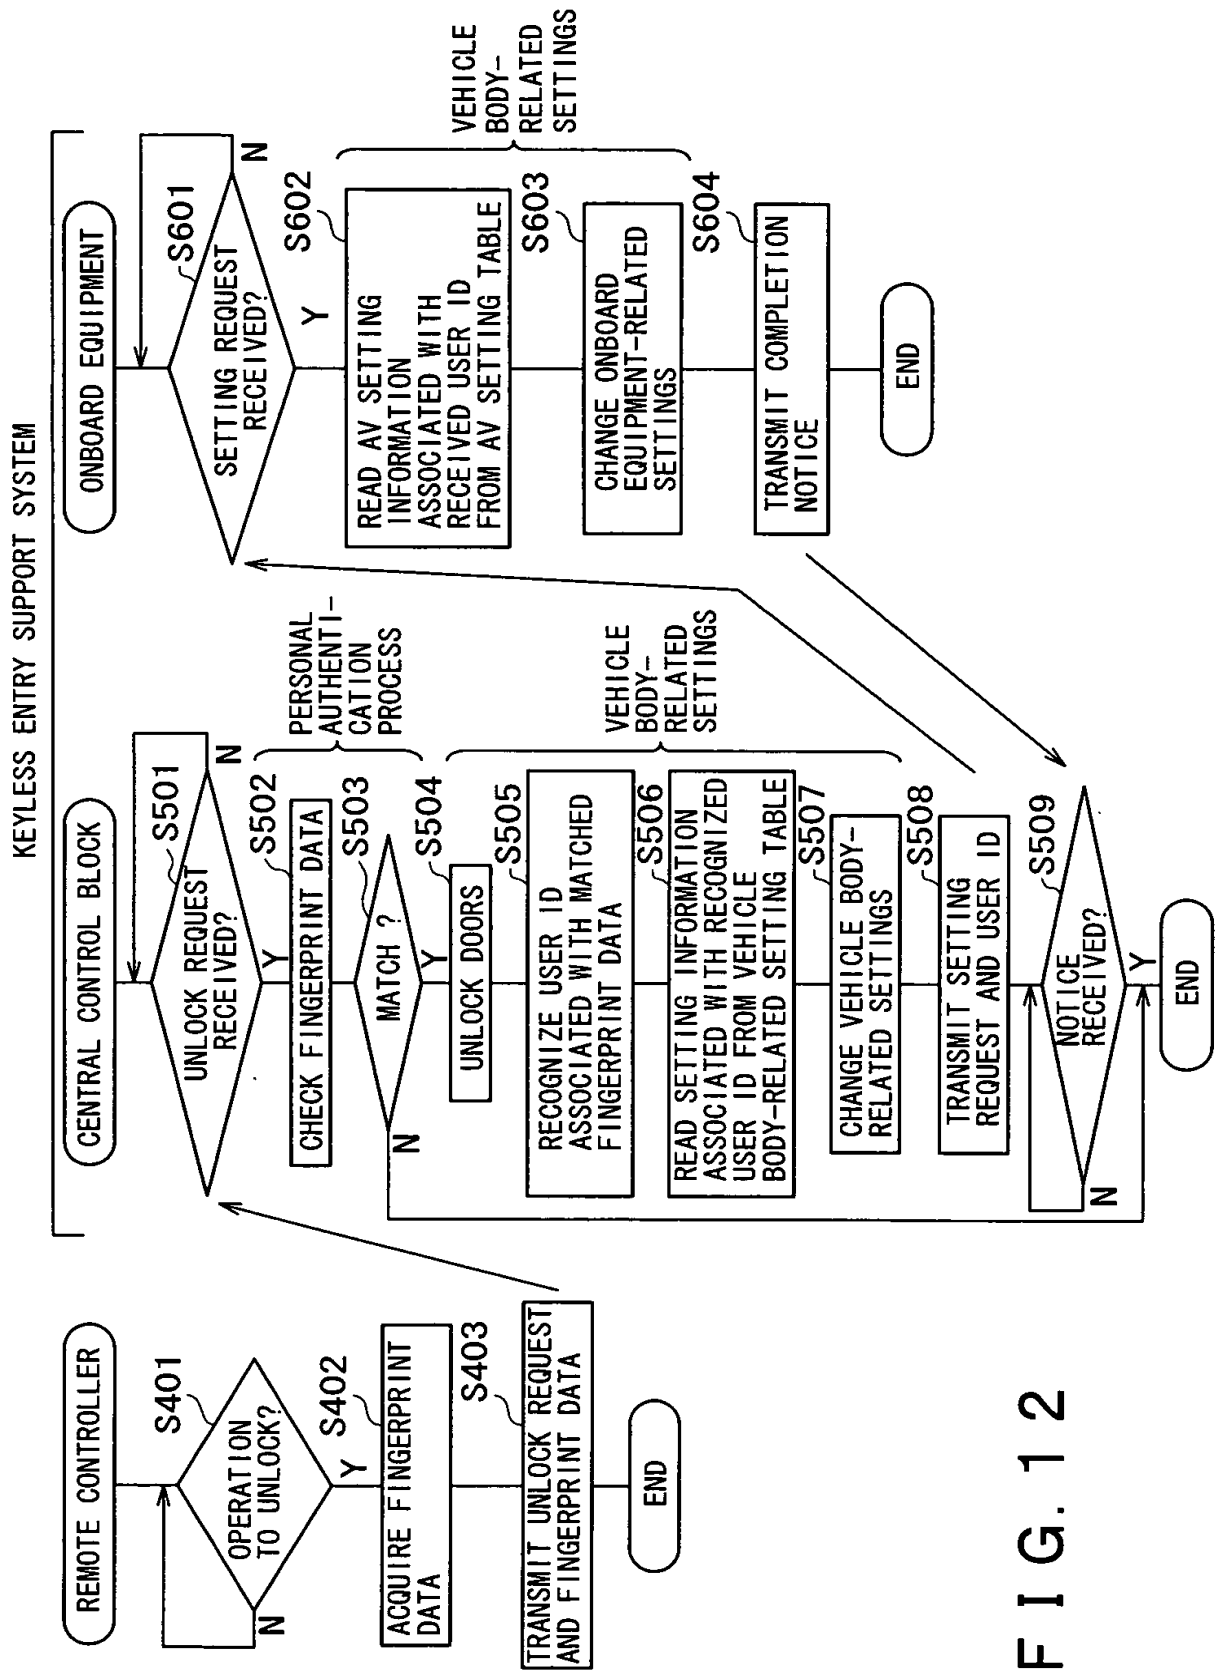 KEYLESS ENTRY SUPPORT SYSTEM
REMOTE CONTROLLER
S401
OPERATION
TO UNLOCK?
N
Y
S402
ACQUIRE FINGERPRINT
DATA
S403
TRANSMIT UNLOCK REQUEST
AND FINGERPRINT DATA
END
CENTRAL CONTROL BLOCK
S501
UNLOCK REQUEST
RECEIVED?
N
Y
S502
CHECK FINGERPRINT DATA
S503
MATCH ?
N
Y
PERSONAL
AUTHENTI-
CATION
PROCESS
S504
UNLOCK DOORS
S505
RECOGNIZE USER ID
ASSOCIATED WITH MATCHED
FINGERPRINT DATA
S506
READ SETTING INFORMATION
ASSOCIATED WITH RECOGNIZED
USER ID FROM VEHICLE
BODY-RELATED SETTING TABLE
S507
CHANGE VEHICLE BODY-
RELATED SETTINGS
VEHICLE
BODY-
RELATED
SETTINGS
S508
TRANSMIT SETTING
REQUEST AND USER ID
S509
NOTICE
RECEIVED?
N
Y
END
ONBOARD EQUIPMENT
S601
SETTING REQUEST
RECEIVED?
N
Y
S602
READ AV SETTING
INFORMATION
ASSOCIATED WITH
RECEIVED USER ID
FROM AV SETTING TABLE
S603
CHANGE ONBOARD
EQUIPMENT-RELATED
SETTINGS
VEHICLE
BODY-
RELATED
SETTINGS
S604
TRANSMIT COMPLETION
NOTICE
END
FIG. 12